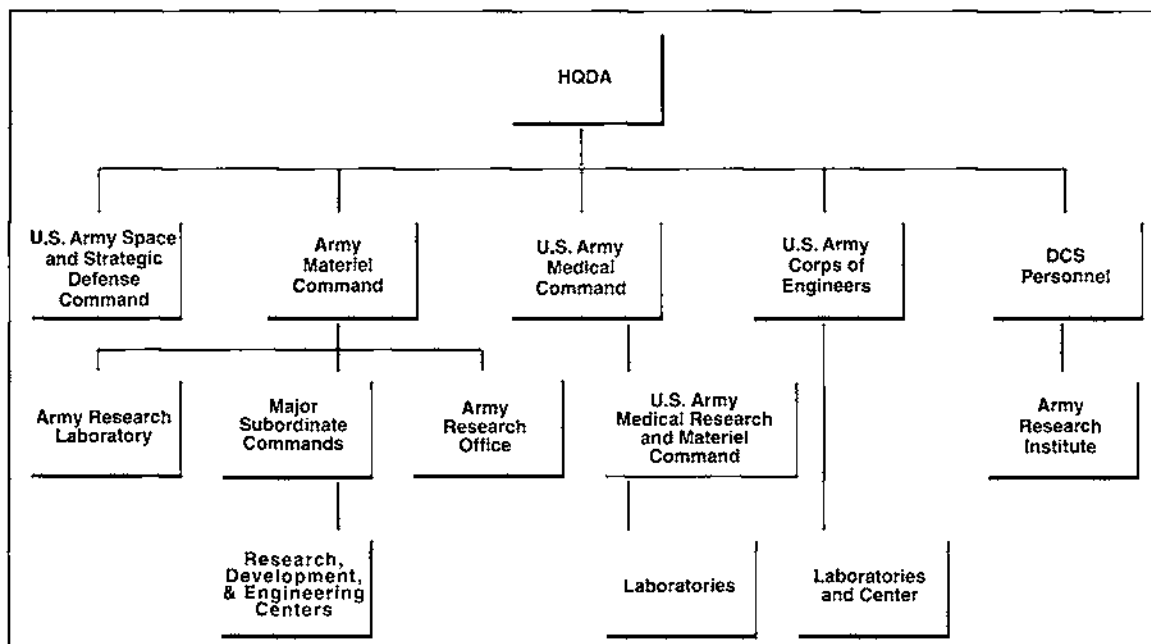 HQDA
U.S. Army Space
and Strategic
Defense
Command
Army
Materiel
Command
U.S. Army
Medical
Command
U.S. Army
Corps of
Engineers
DCS
Personnel
Army Research
Laboratory
Major
Subordinate
Commands
Army
Research
Office
U.S. Army
Medical Research
and Materiel
Command
Army
Research
Institute
Research,
Development,
& Engineering
Centers
Laboratories
Laboratories
and Center